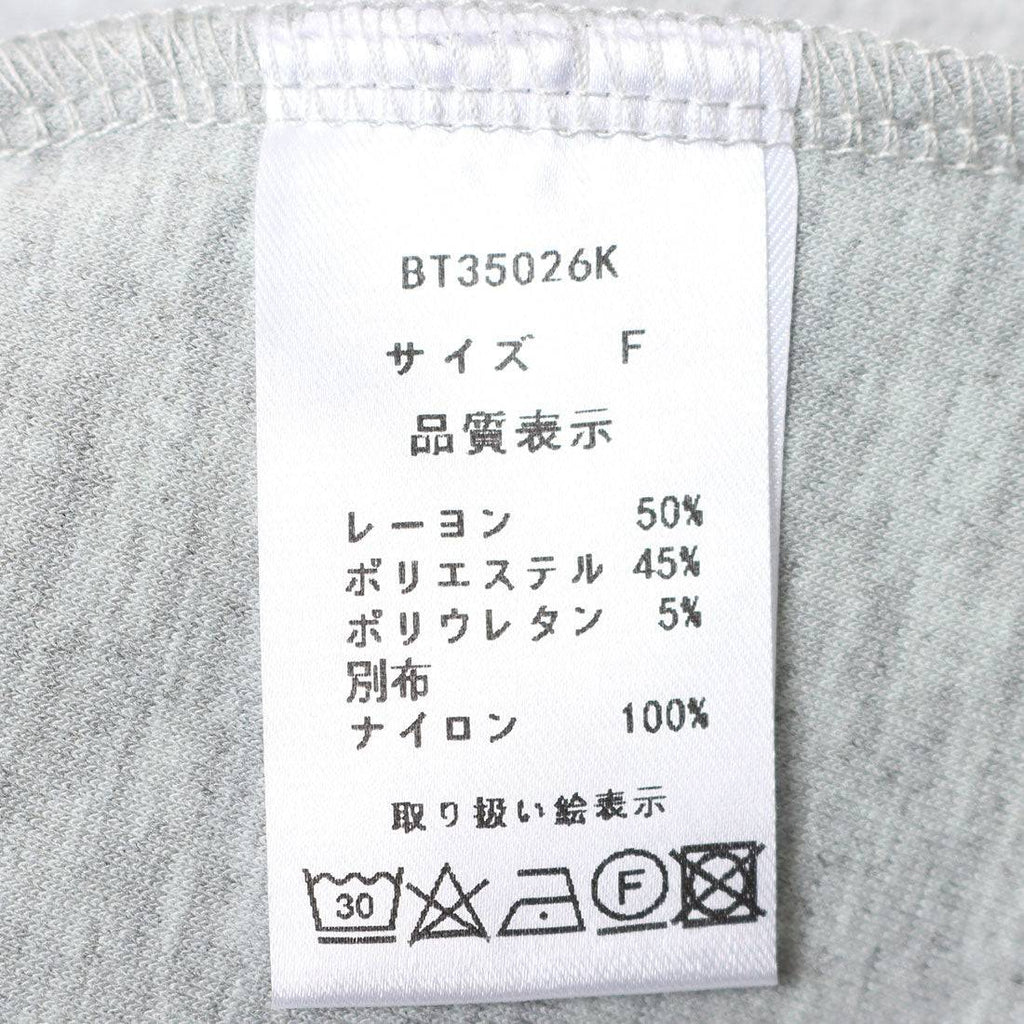 BT35026K
サイズ F
品質表示
レーヨン 50%
ポリエステル 45%
ポリウレタン 5%
別布
ナイロン 100%
取り扱い絵表示
30 F